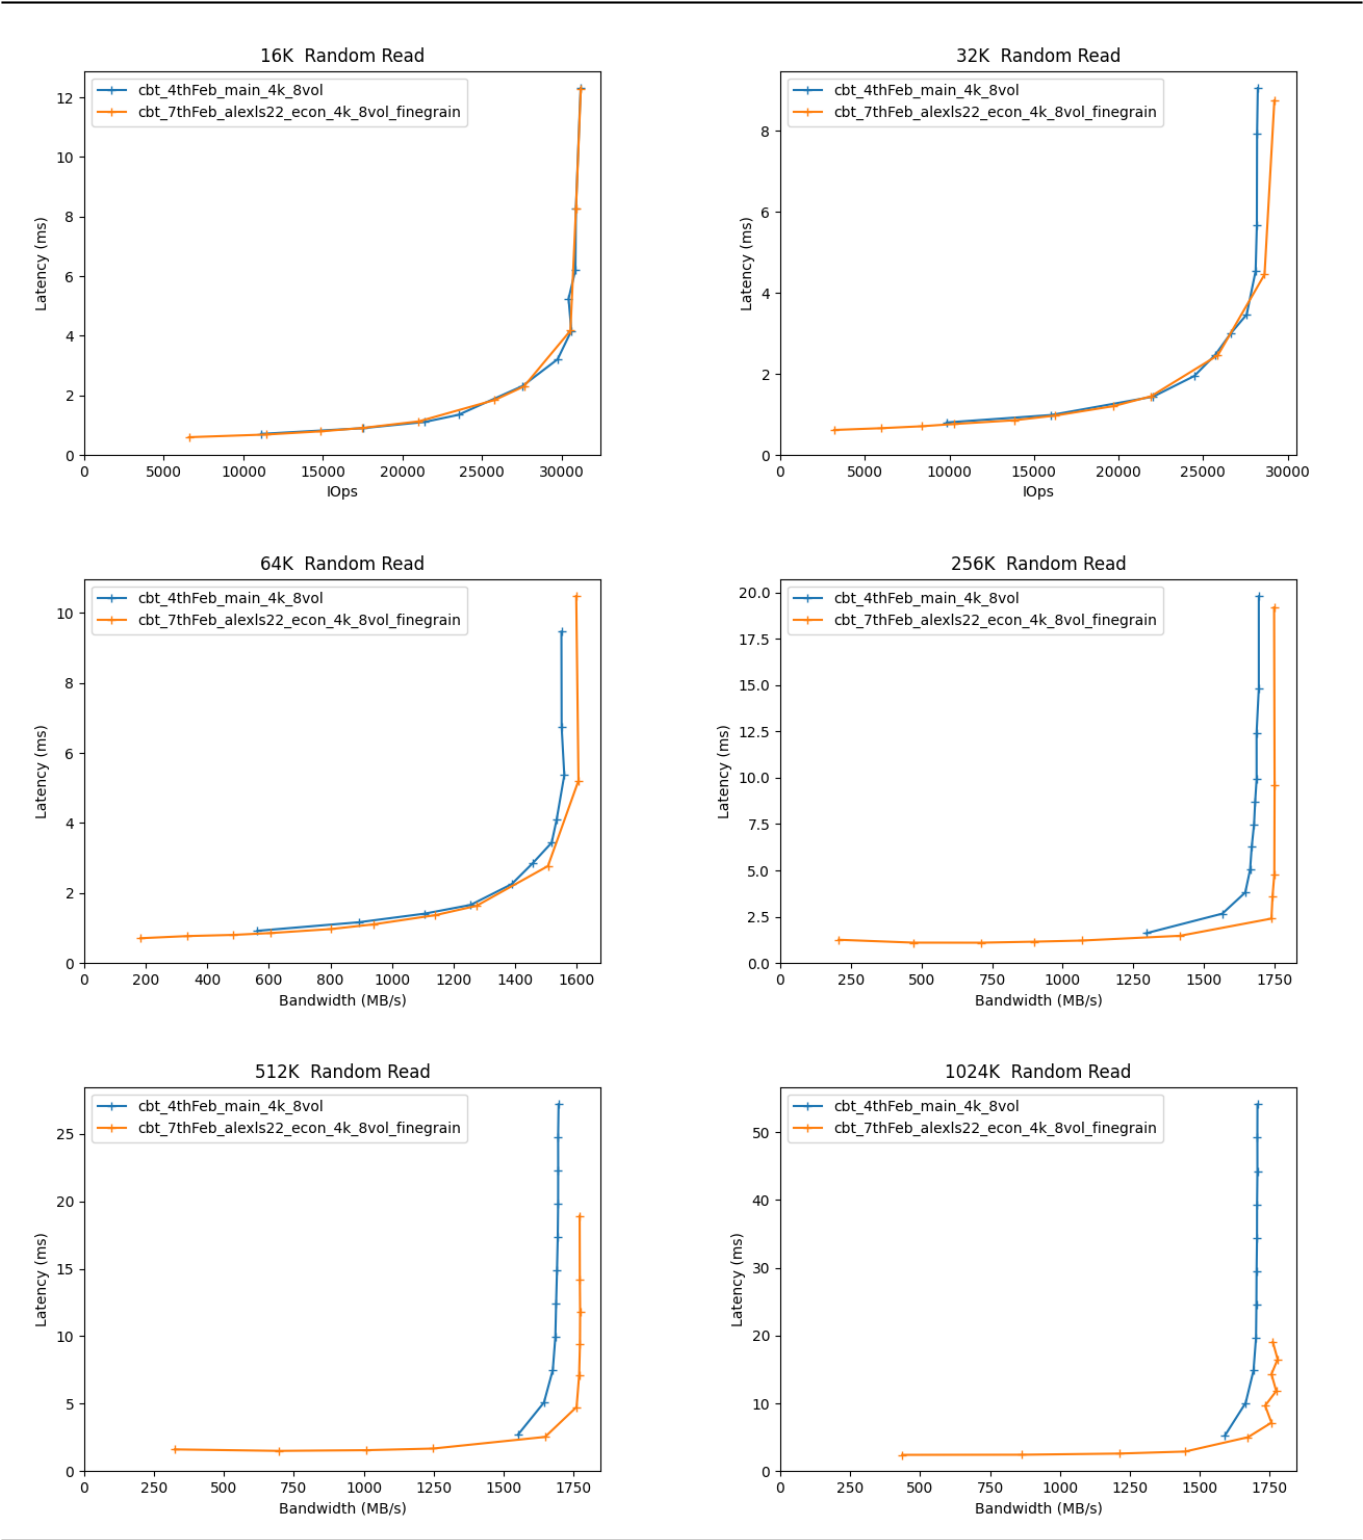 16K  Random Read
cbt_4thFeb_main_4k_8vol
cbt_7thFeb_alexls22_econ_4k_8vol_finegrain
12
10
8
6
4
2
0
Latency (ms)
0 5000 10000 15000 20000 25000 30000
IOps
32K  Random Read
cbt_4thFeb_main_4k_8vol
cbt_7thFeb_alexls22_econ_4k_8vol_finegrain
8
6
4
2
0
Latency (ms)
0 5000 10000 15000 20000 25000 30000
IOps
64K  Random Read
cbt_4thFeb_main_4k_8vol
cbt_7thFeb_alexls22_econ_4k_8vol_finegrain
10
8
6
4
2
0
Latency (ms)
0 200 400 600 800 1000 1200 1400 1600
Bandwidth (MB/s)
256K  Random Read
cbt_4thFeb_main_4k_8vol
cbt_7thFeb_alexls22_econ_4k_8vol_finegrain
20.0
17.5
15.0
12.5
10.0
7.5
5.0
2.5
0.0
Latency (ms)
0 250 500 750 1000 1250 1500 1750
Bandwidth (MB/s)
512K  Random Read
cbt_4thFeb_main_4k_8vol
cbt_7thFeb_alexls22_econ_4k_8vol_finegrain
25
20
15
10
5
0
Latency (ms)
0 250 500 750 1000 1250 1500 1750
Bandwidth (MB/s)
1024K  Random Read
cbt_4thFeb_main_4k_8vol
cbt_7thFeb_alexls22_econ_4k_8vol_finegrain
50
40
30
20
10
0
Latency (ms)
0 250 500 750 1000 1250 1500 1750
Bandwidth (MB/s)